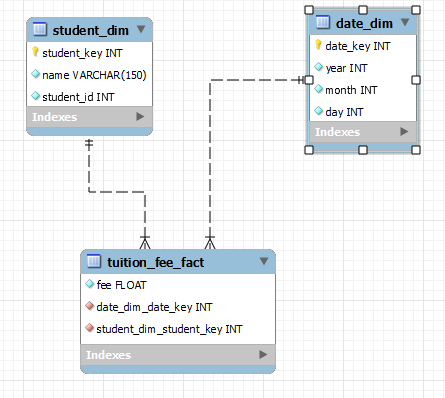 student_dim
student_key INT
name VARCHAR(150)
student_id INT
Indexes
date_dim
date_key INT
year INT
month INT
day INT
Indexes
tuition_fee_fact
fee FLOAT
date_dim_date_key INT
student_dim_student_key INT
Indexes